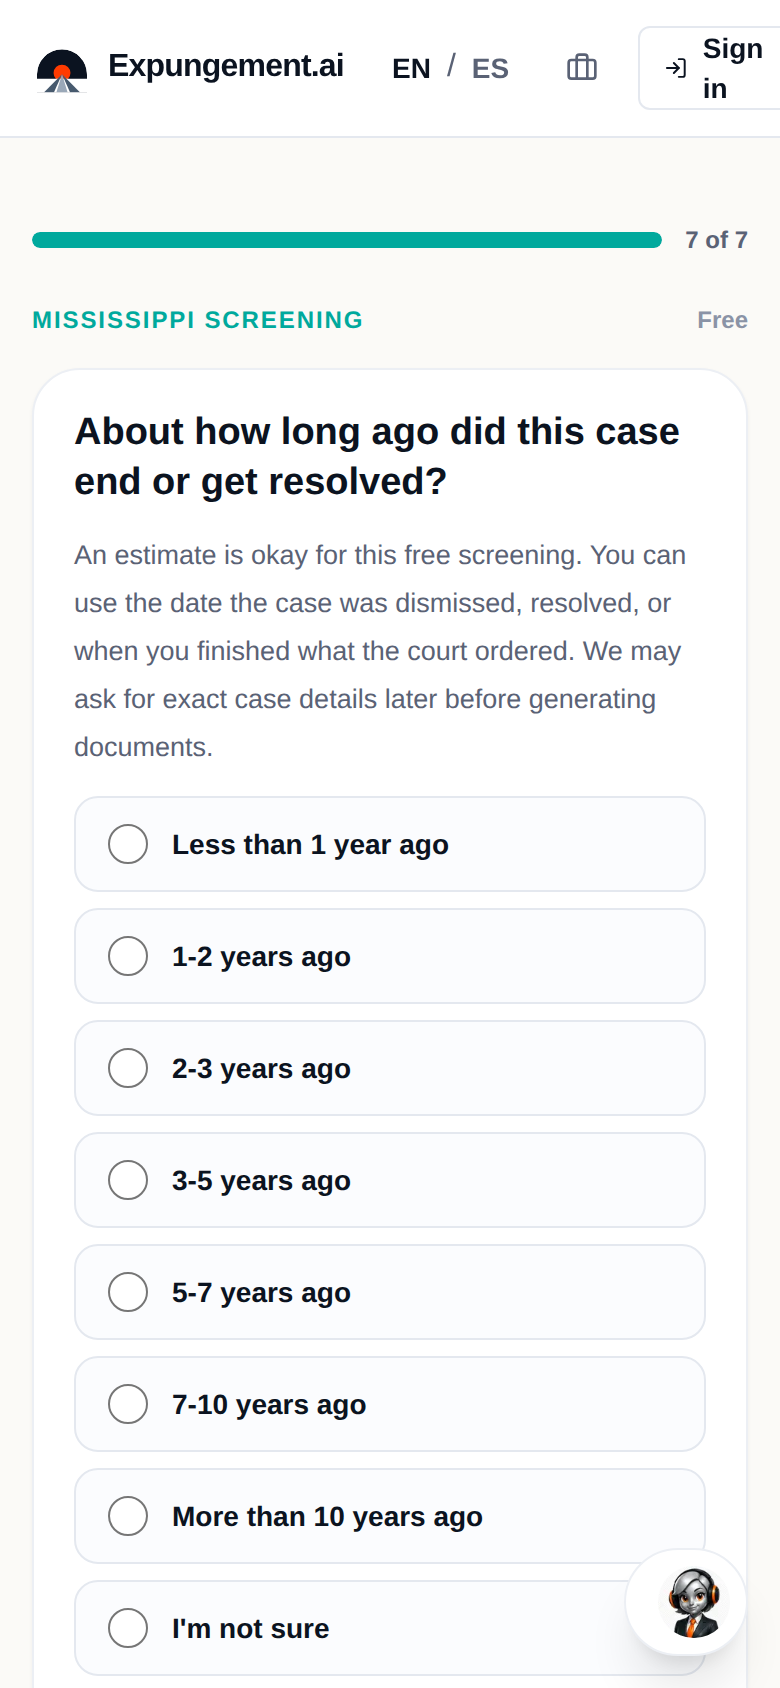 Expungement.ai
EN / ES
Sign
in
7 of 7
MISSISSIPPI SCREENING
Free
About how long ago did this case
end or get resolved?
An estimate is okay for this free screening. You can
use the date the case was dismissed, resolved, or
when you finished what the court ordered. We may
ask for exact case details later before generating
documents.
Less than 1 year ago
1-2 years ago
2-3 years ago
3-5 years ago
5-7 years ago
7-10 years ago
More than 10 years ago
I'm not sure